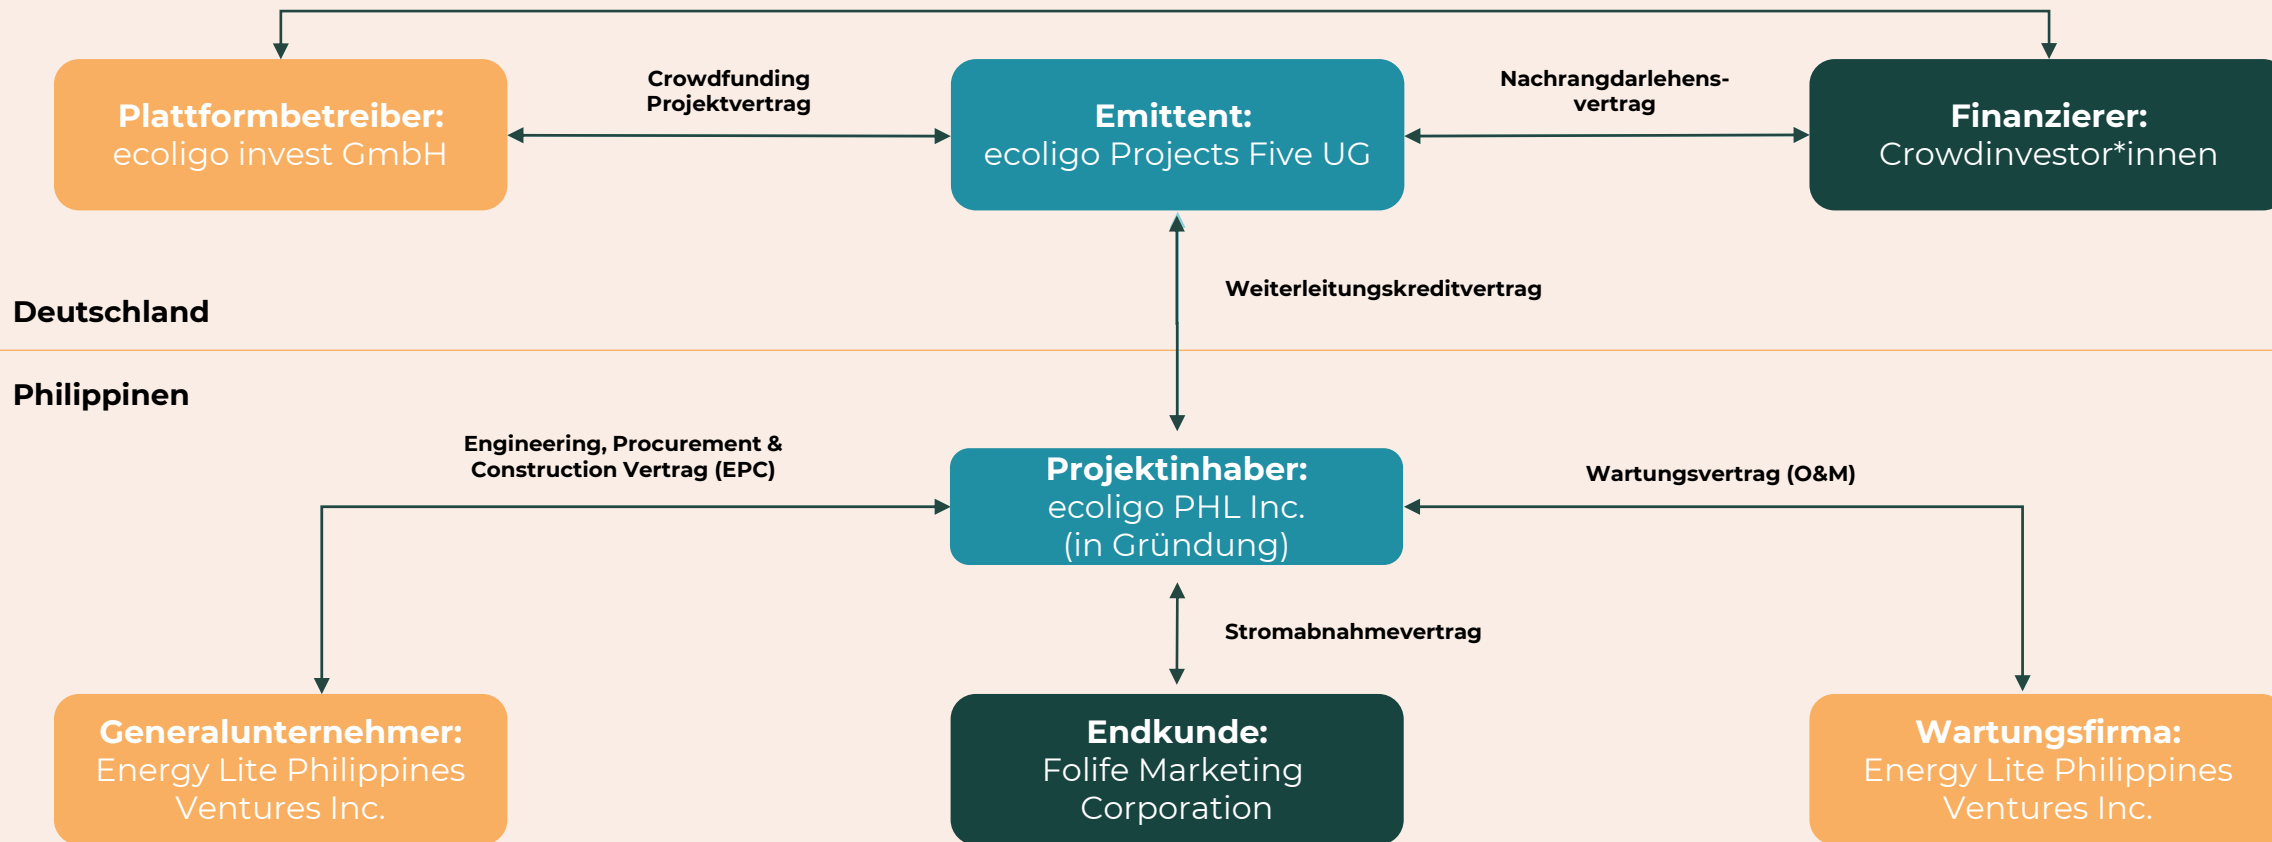 Crowdfunding
Projektvertrag
Nachrangdarlehens-
vertrag
Plattformbetreiber:
ecoligo invest GmbH
Emittent:
ecoligo Projects Five UG
Finanzierer:
Crowdinvestor*innen
Weiterleitungskreditvertrag
Deutschland
Philippinen
Engineering, Procurement &
Construction Vertrag (EPC)
Projektinhaber:
ecoligo PHL Inc.
(in Gründung)
Wartungsvertrag (O&M)
Stromabnahmevertrag
Generalunternehmer:
Energy Lite Philippines
Ventures Inc.
Endkunde:
Folife Marketing
Corporation
Wartungsfirma:
Energy Lite Philippines
Ventures Inc.